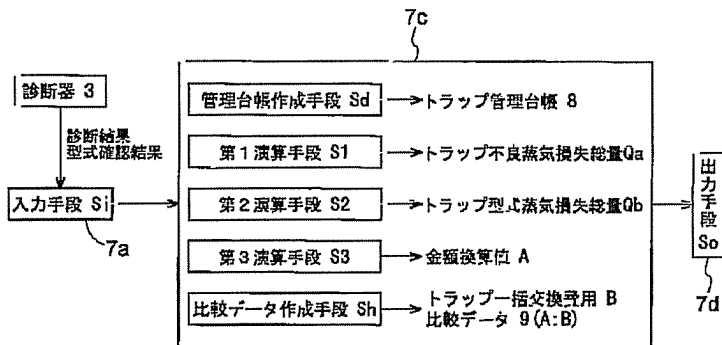 7c
診断器 3
診断結果
型式確認結果
入力手段 Si
7a
管理台帳作成手段 Sd
トラップ管理台帳 8
第1演算手段 S1
トラップ不良蒸気損失総量Qa
第2演算手段 S2
トラップ型式蒸気損失総量Qb
第3演算手段 S3
金額換算値 A
比較データ作成手段 Sh
トラップ一括交換費用 B
比較データ 9(A:B)
出力手段 So
7d